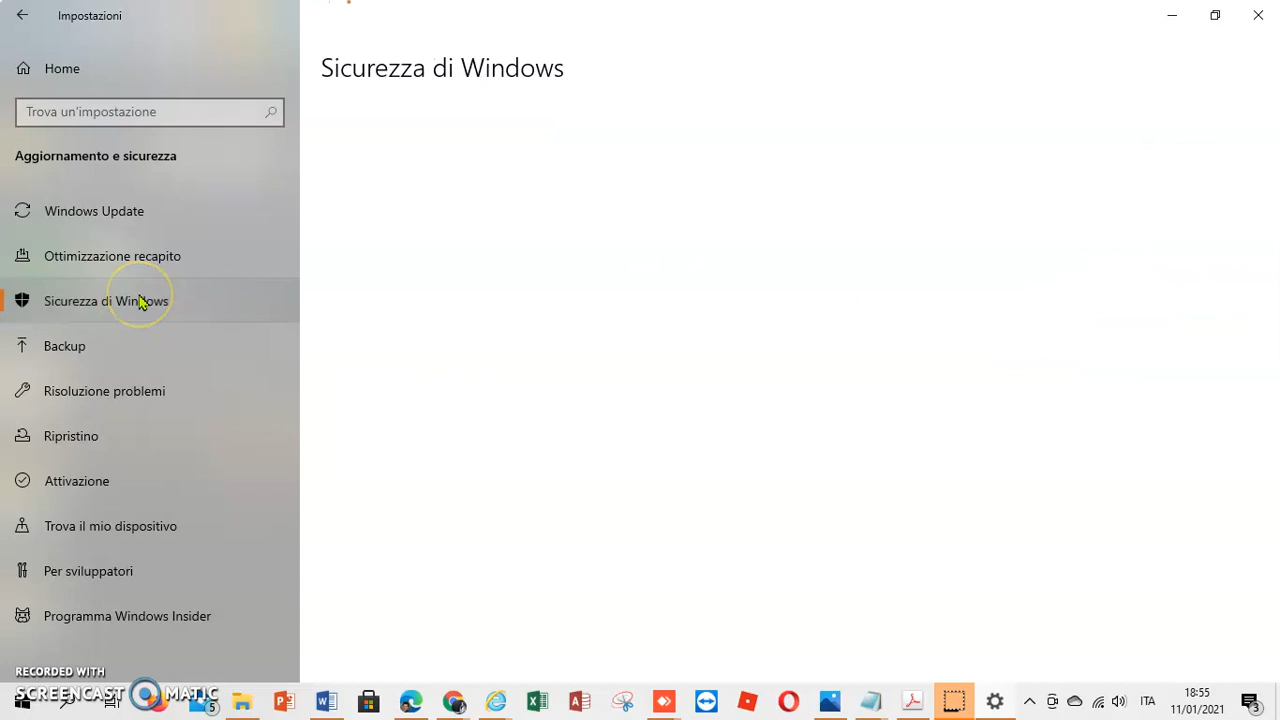 Impostazioni
Home
Sicurezza di Windows
Trova un'impostazione
Aggiornamento e sicurezza
Windows Update
Ottimizzazione recapito
Sicurezza di Windows
Backup
Risoluzione problemi
Ripristino
Attivazione
Trova il mio dispositivo
Per sviluppatori
Programma Windows Insider
RECORDED WITH
SCREENCAST MATIC
5
ITA
18:55
11/01/2021
3